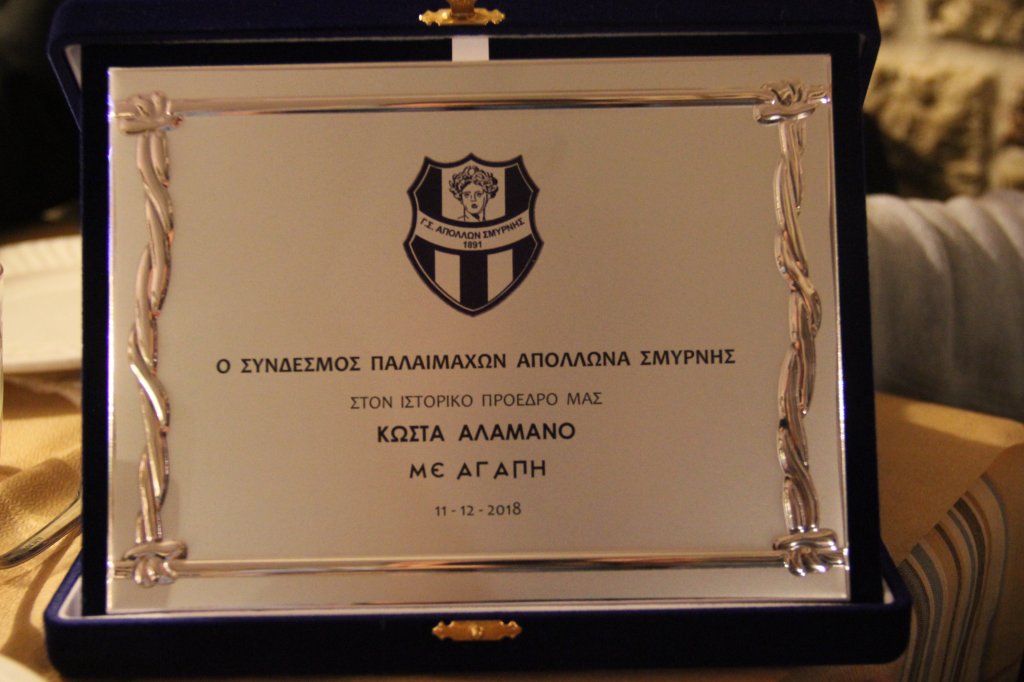 Γ.Σ. ΑΠΟΛΛΩΝ ΣΜΥΡΝΗΣ
1891
Ο ΣΥΝΔΕΣΜΟΣ ΠΑΛΑΙΜΑΧΩΝ ΑΠΟΛΛΩΝΑ ΣΜΥΡΝΗΣ
ΣΤΟΝ ΙΣΤΟΡΙΚΟ ΠΡΟΕΔΡΟ ΜΑΣ
ΚΩΣΤΑ ΑΛΑΜΑΝΟ
ΜΕ ΑΓΑΠΗ
11 - 12 - 2018